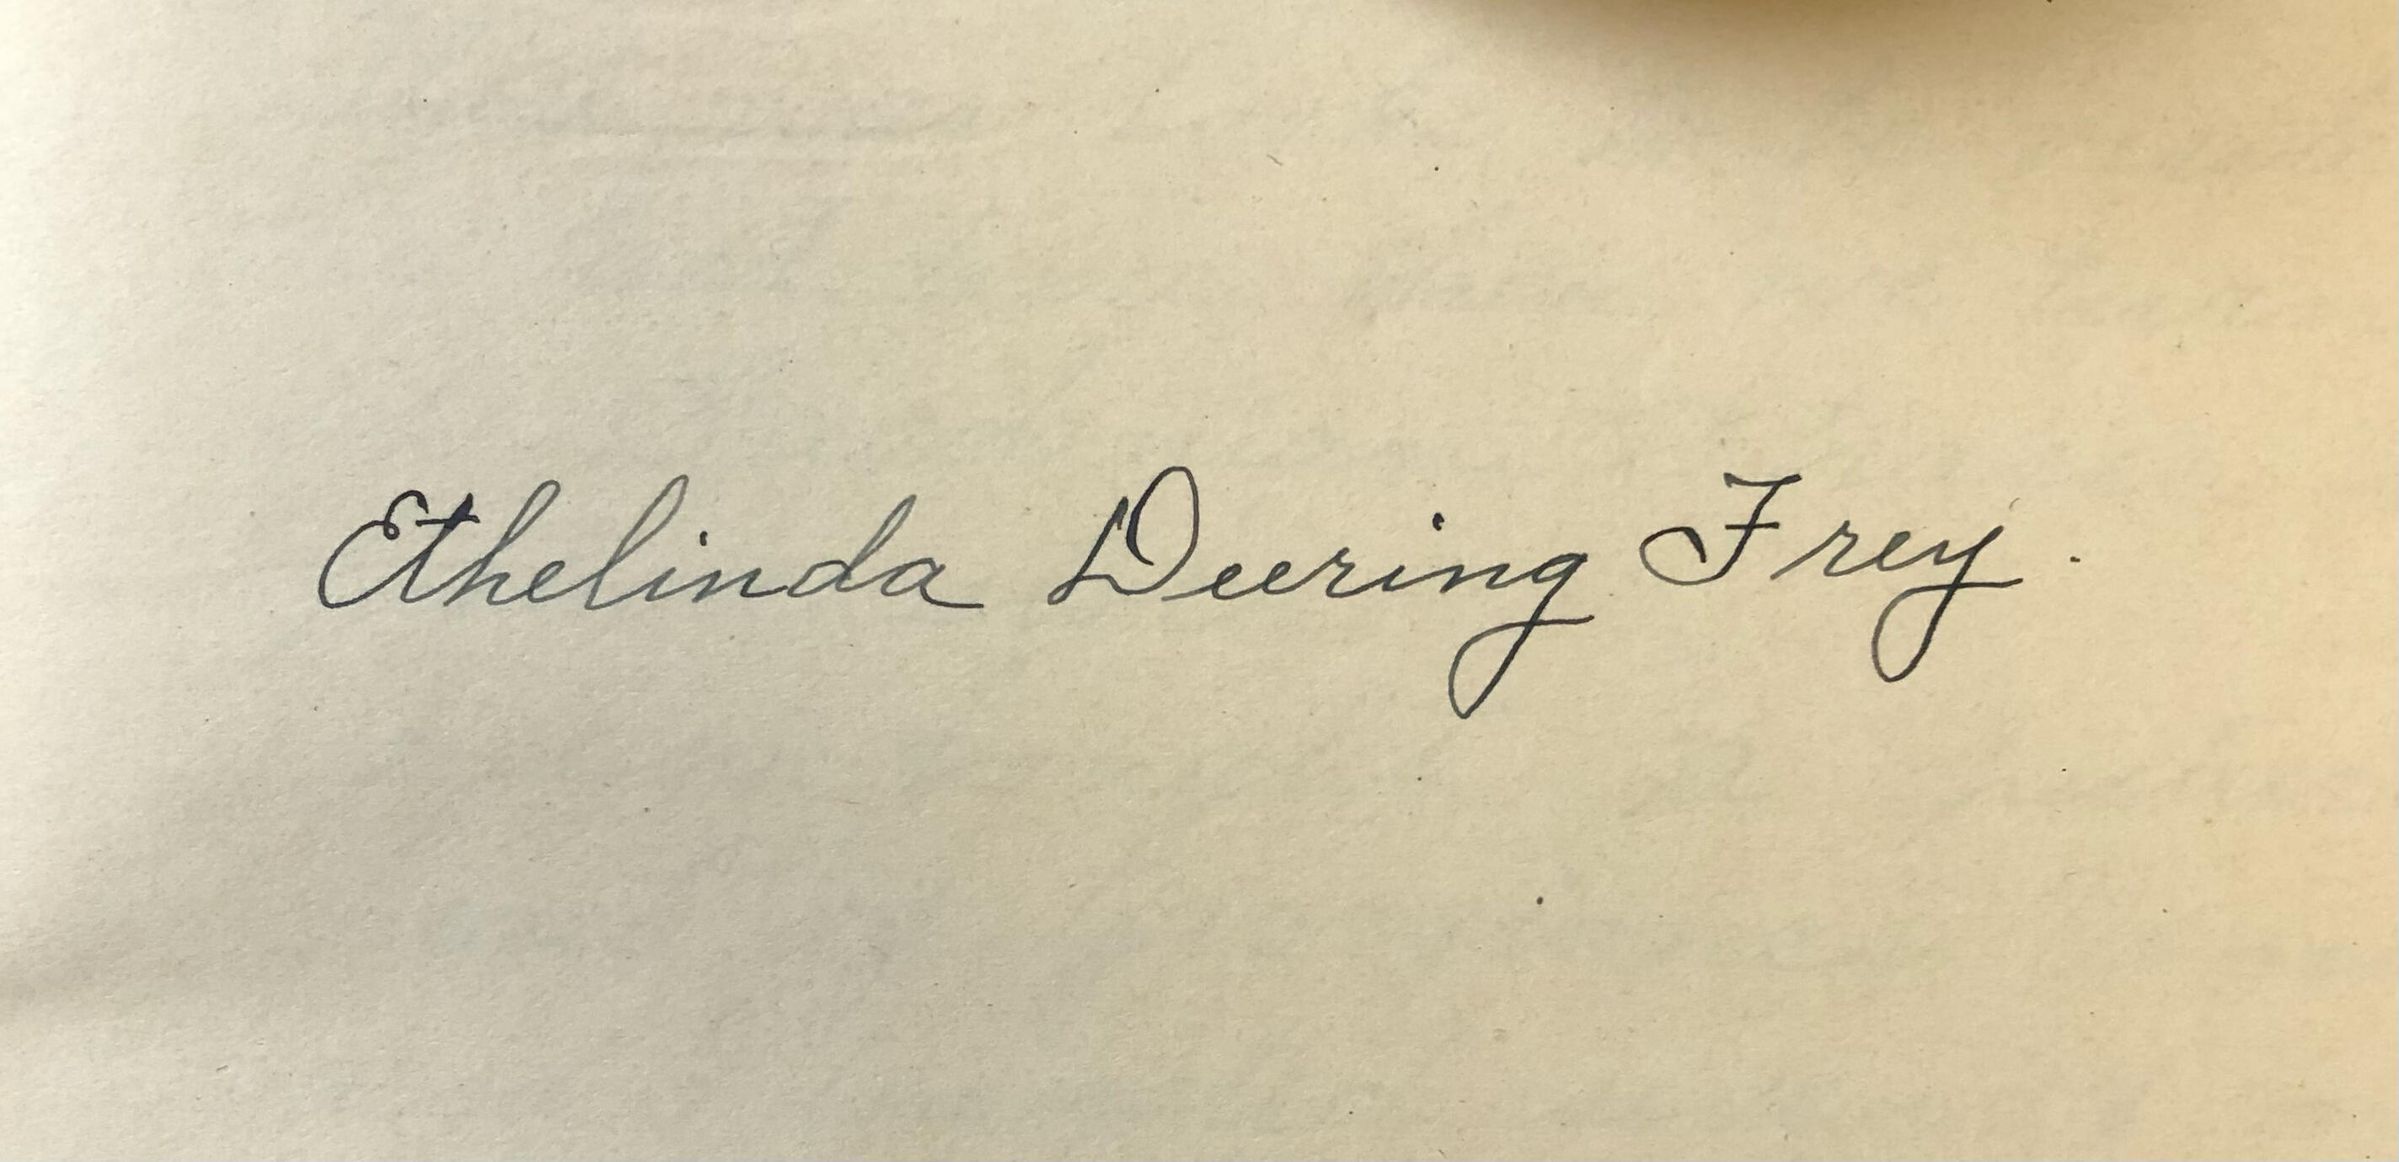 Ethelinda Deering Frey.